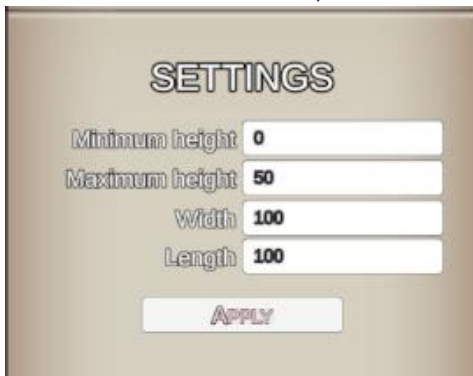 SETTINGS
Minimum height 0
Maximum height 50
Width 100
Length 100
Apply